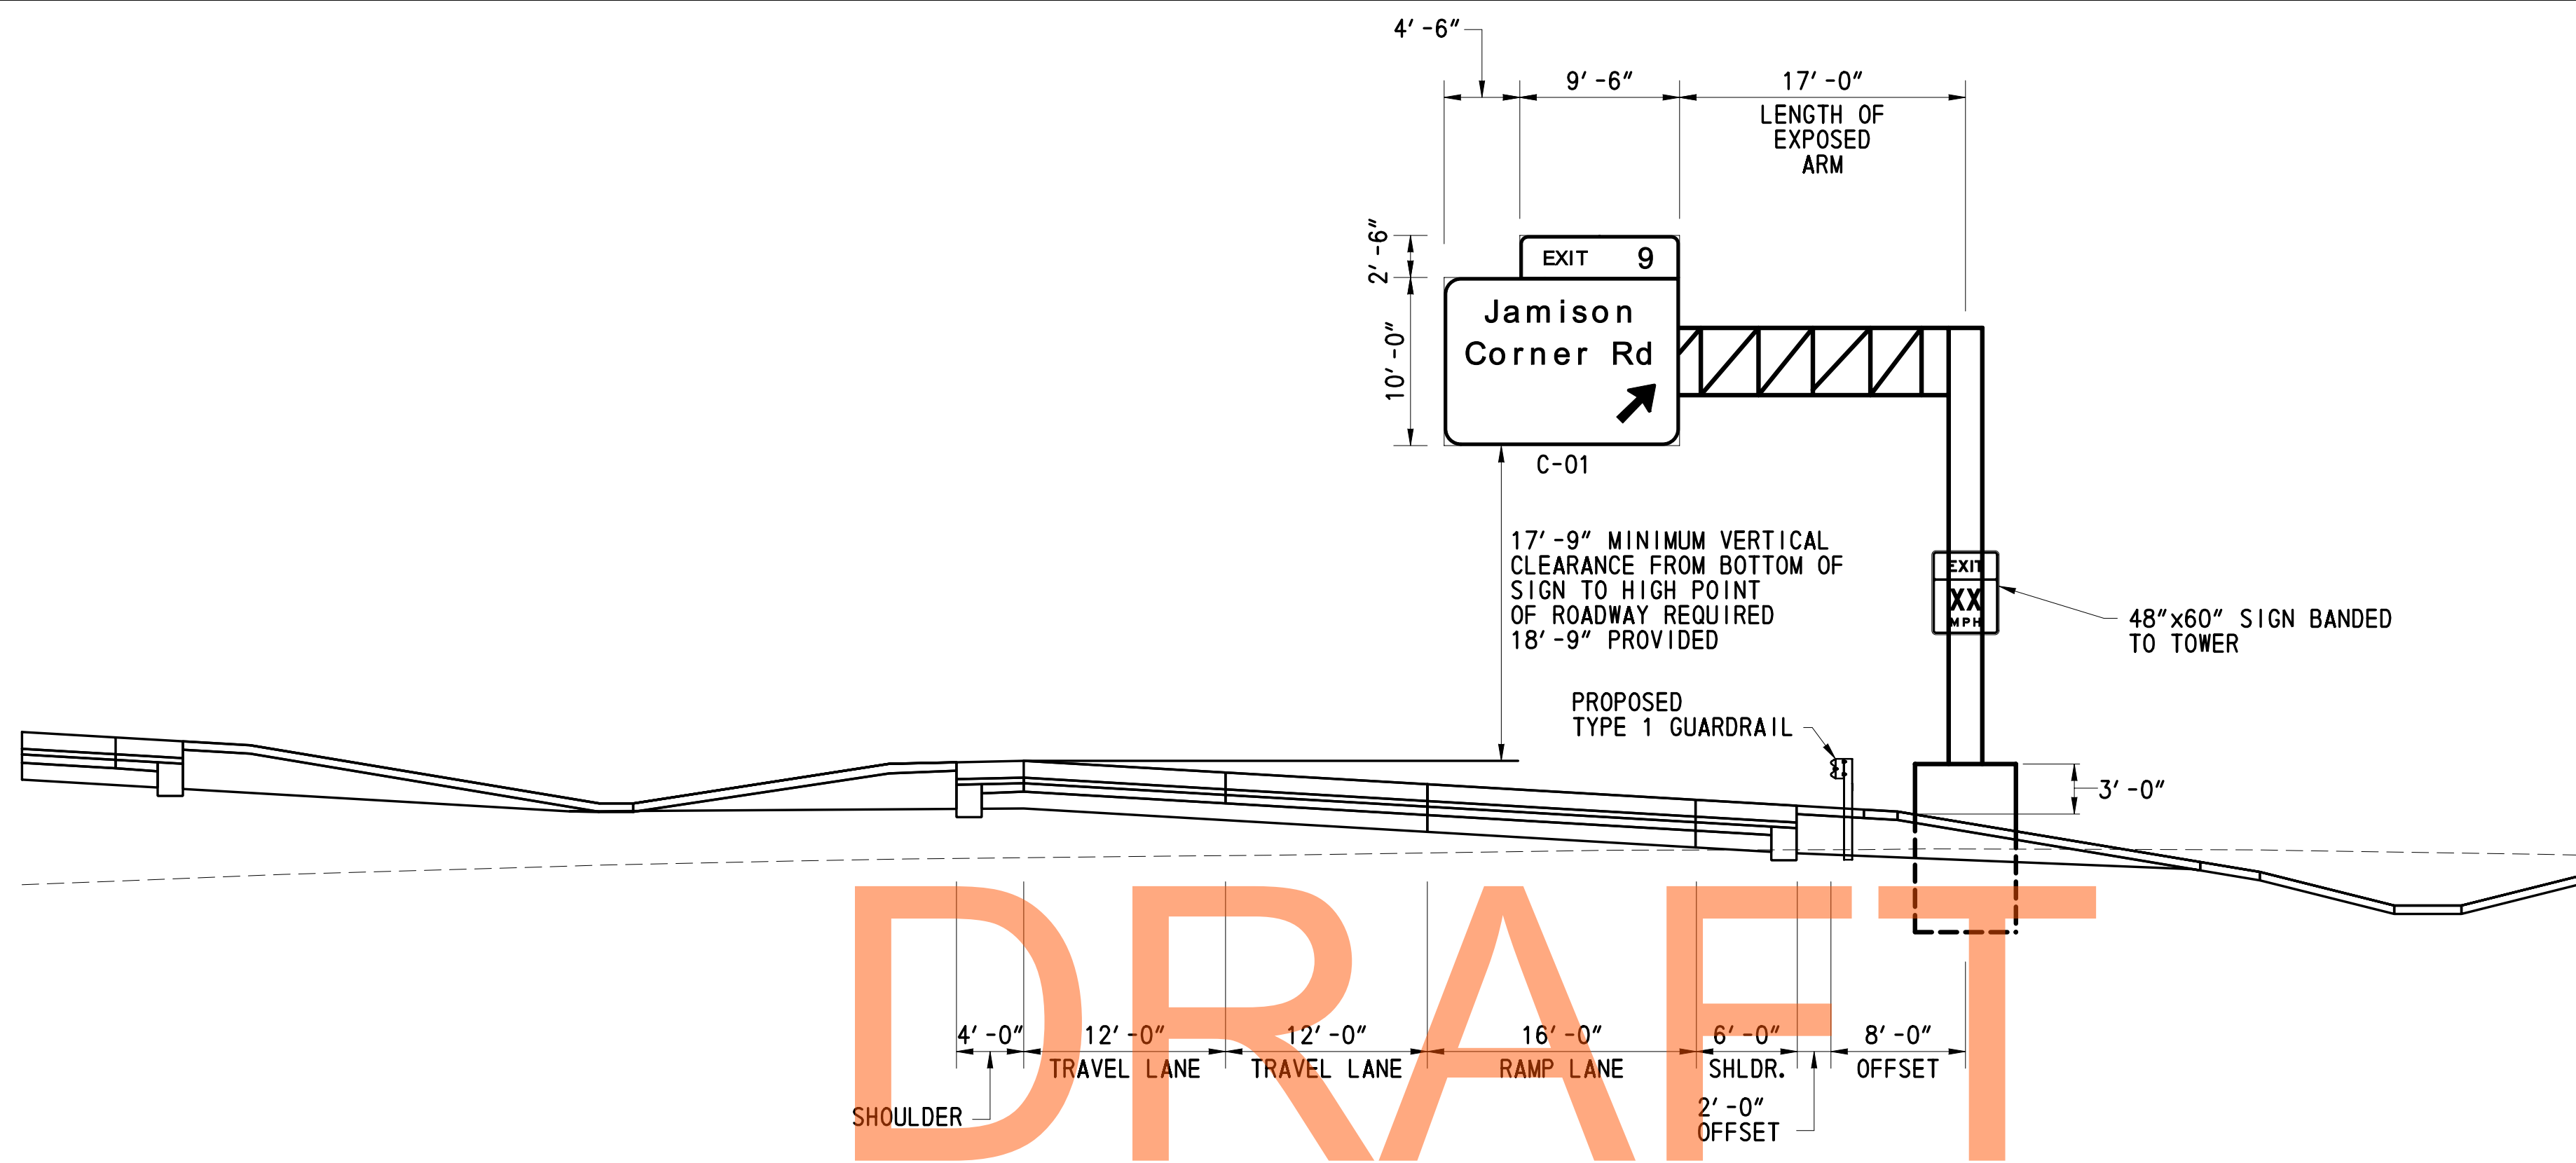 4'-6"
9'-6"
17'-0"
LENGTH OF
EXPOSED
ARM
2'-6"
EXIT 9
10'-0"
Jamison
Corner Rd
C-01
17'-9" MINIMUM VERTICAL
CLEARANCE FROM BOTTOM OF
SIGN TO HIGH POINT
OF ROADWAY REQUIRED
18'-9" PROVIDED
EXIT
XX
MPH
48"x60" SIGN BANDED
TO TOWER
PROPOSED
TYPE 1 GUARDRAIL
3'-0"
DRAFT
4'-0"
12'-0"
12'-0"
16'-0"
6'-0"
8'-0"
TRAVEL LANE
TRAVEL LANE
RAMP LANE
SHLDR.
OFFSET
SHOULDER
2'-0"
OFFSET